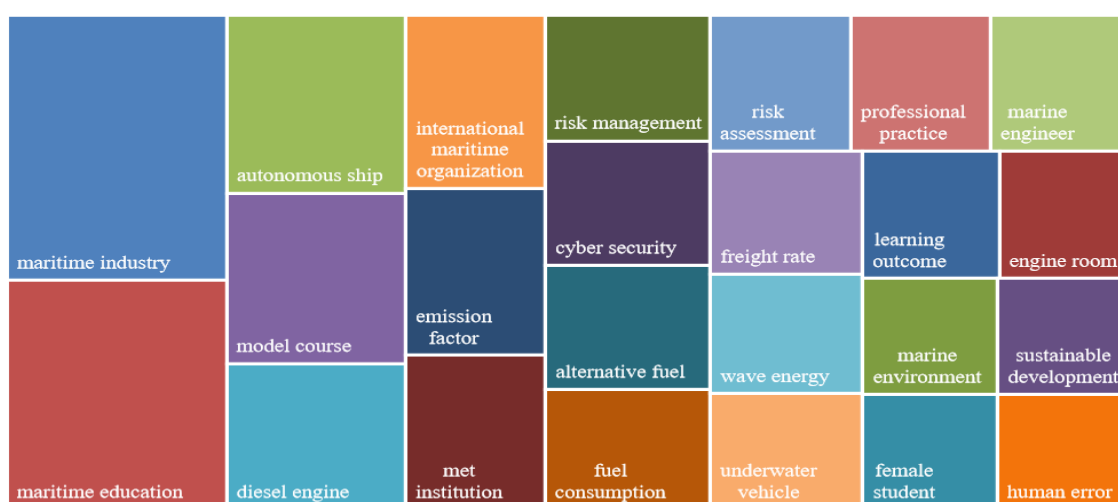 maritime industry
maritime education
autonomous ship
model course
diesel engine
international
maritime
organization
emission
factor
met
institution
risk management
cyber security
alternative fuel
fuel
consumption
risk
assessment
professional
practice
marine
engineer
freight rate
learning
outcome
engine room
wave energy
marine
environment
sustainable
development
underwater
vehicle
female
student
human error